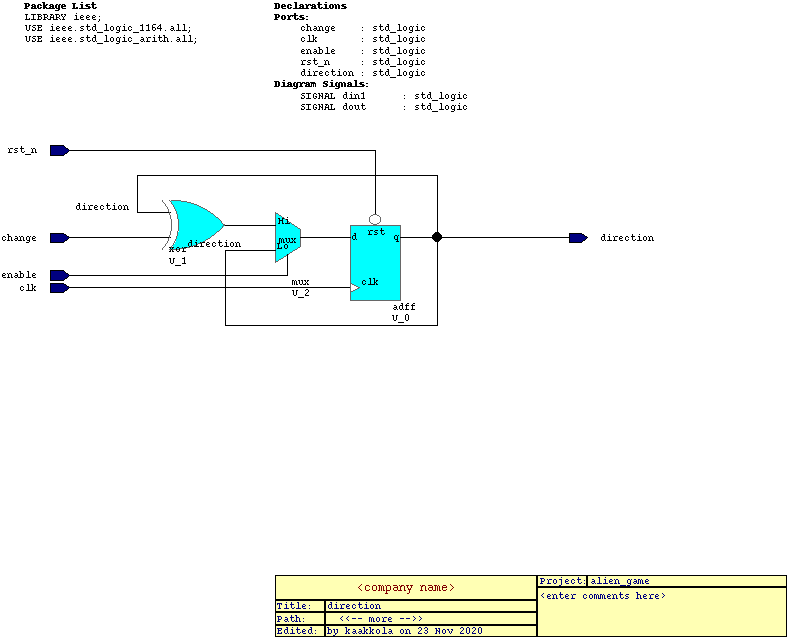 Package List
LIBRARY ieee;
USE ieee.std_logic_1164.all;
USE ieee.std_logic_arith.all;
Declarations
Ports:
change : std_logic
clk : std_logic
enable : std_logic
rst_n : std_logic
direction : std_logic
Diagram Signals:
SIGNAL din1 : std_logic
SIGNAL dout : std_logic
rst_n
direction
Hi
rst
change
direction
mux
d
q
direction
xor
Lo
U_1
enable
clk
mux
clk
U_2
adff
U_0
<company name>
Project: alien_game
<enter comments here>
Title: direction
Path: <<-- more -->>
Edited: by kaakkola on 23 Nov 2020